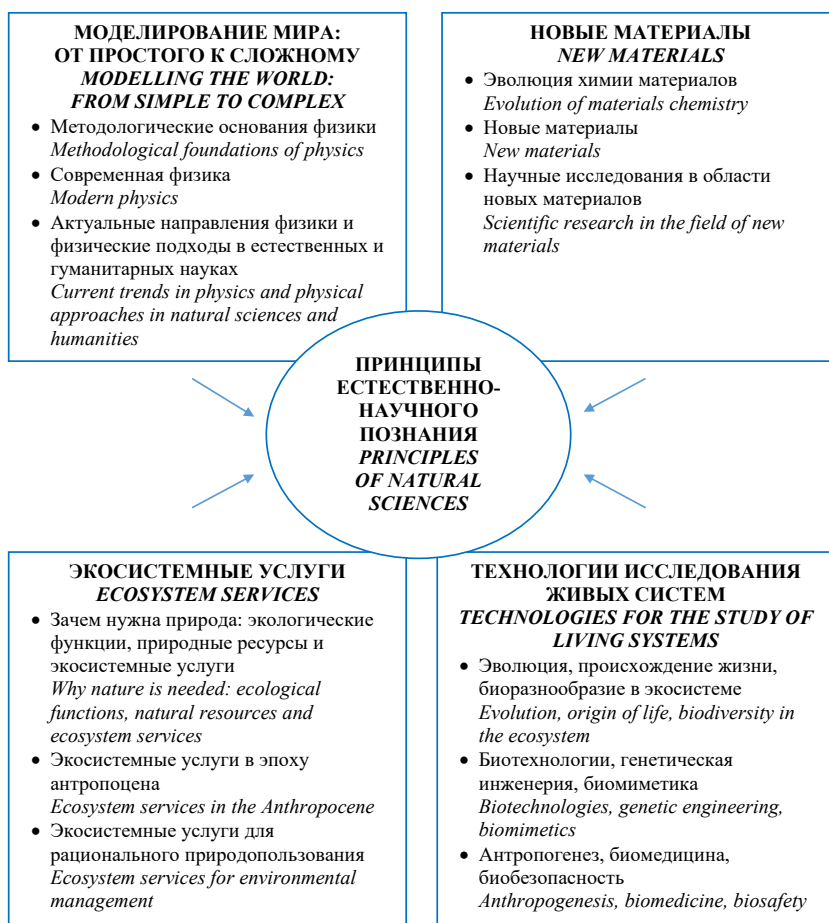 МОДЕЛИРОВАНИЕ МИРА:
ОТ ПРОСТОГО К СЛОЖНОМУ
MODELLING THE WORLD:
FROM SIMPLE TO COMPLEX
• Методологические основания физики
Methodological foundations of physics
• Современная физика
Modern physics
• Актуальные направления физики и
физические подходы в естественных и
гуманитарных науках
Current trends in physics and physical
approaches in natural sciences and
humanities
НОВЫЕ МАТЕРИАЛЫ
NEW MATERIALS
• Эволюция химии материалов
Evolution of materials chemistry
• Новые материалы
New materials
• Научные исследования в области
новых материалов
Scientific research in the field of new
materials
ПРИНЦИПЫ
ЕСТЕСТВЕННО-
НАУЧНОГО
ПОЗНАНИЯ
PRINCIPLES
OF NATURAL
SCIENCES
ЭКОСИСТЕМНЫЕ УСЛУГИ
ECOSYSTEM SERVICES
• Зачем нужна природа: экологические
функции, природные ресурсы и
экосистемные услуги
Why nature is needed: ecological
functions, natural resources and
ecosystem services
• Экосистемные услуги в эпоху
антропоцена
Ecosystem services in the Anthropocene
• Экосистемные услуги для
рационального природопользования
Ecosystem services for environmental
management
ТЕХНОЛОГИИ ИССЛЕДОВАНИЯ
ЖИВЫХ СИСТЕМ
TECHNOLOGIES FOR THE STUDY OF
LIVING SYSTEMS
• Эволюция, происхождение жизни,
биоразнообразие в экосистеме
Evolution, origin of life, biodiversity in
the ecosystem
• Биотехнологии, генетическая
инженерия, биомиметика
Biotechnologies, genetic engineering,
biomimetics
• Антропогенез, биомедицина,
биобезопасность
Anthropogenesis, biomedicine, biosafety